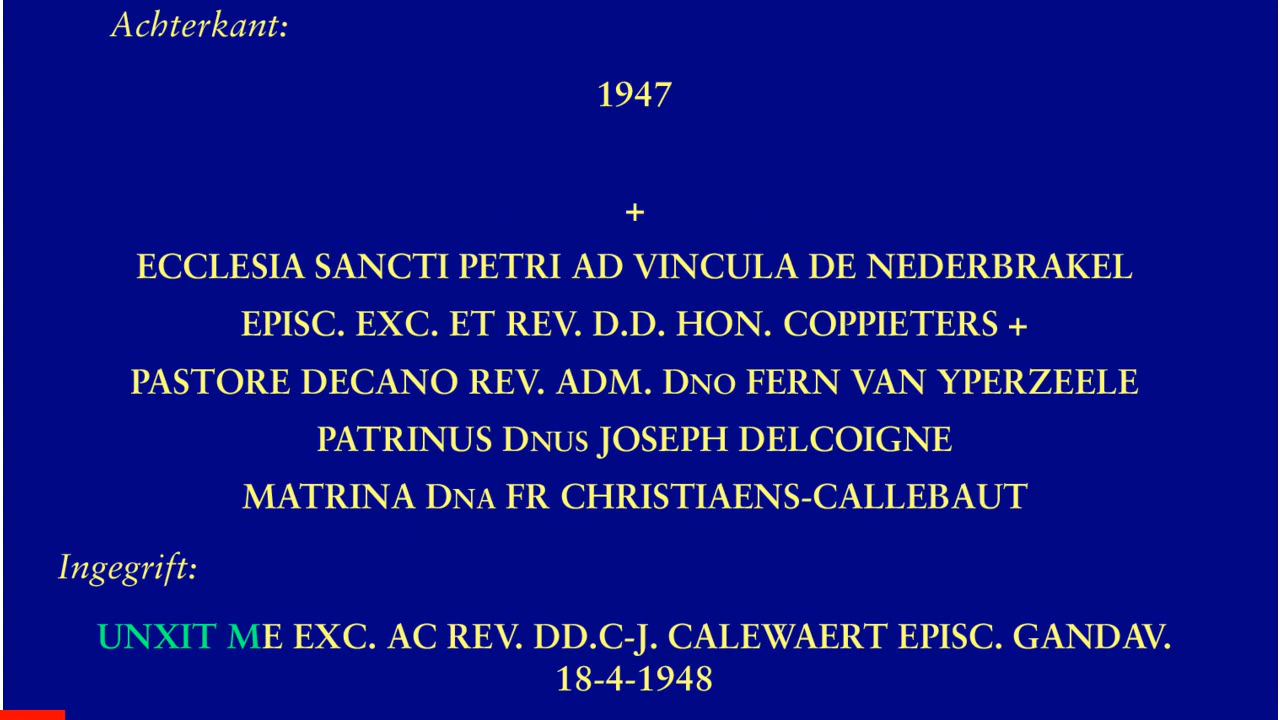 Achterkant:
1947
+
ECCLESIA SANCTI PETRI AD VINCULA DE NEDERBRAKEL
EPISC. EXC. ET REV. D.D. HON. COPPIETERS +
PASTORE DECANO REV. ADM. DNO FERN VAN YPERZEELE
PATRINUS DNUS JOSEPH DELCOIGNE
MATRINA DNA FR CHRISTIAENS-CALLEBAUT
Ingegrift:
UNXIT ME EXC. AC REV. DD.C-J. CALEWAERT EPISC. GANDAV.
18-4-1948